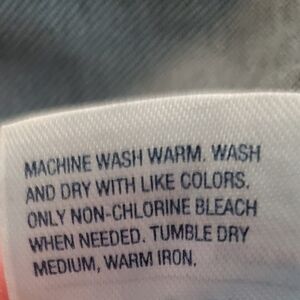 MACHINE WASH WARM. WASH
AND DRY WITH LIKE COLORS.
ONLY NON-CHLORINE BLEACH
WHEN NEEDED. TUMBLE DRY
MEDIUM, WARM IRON.